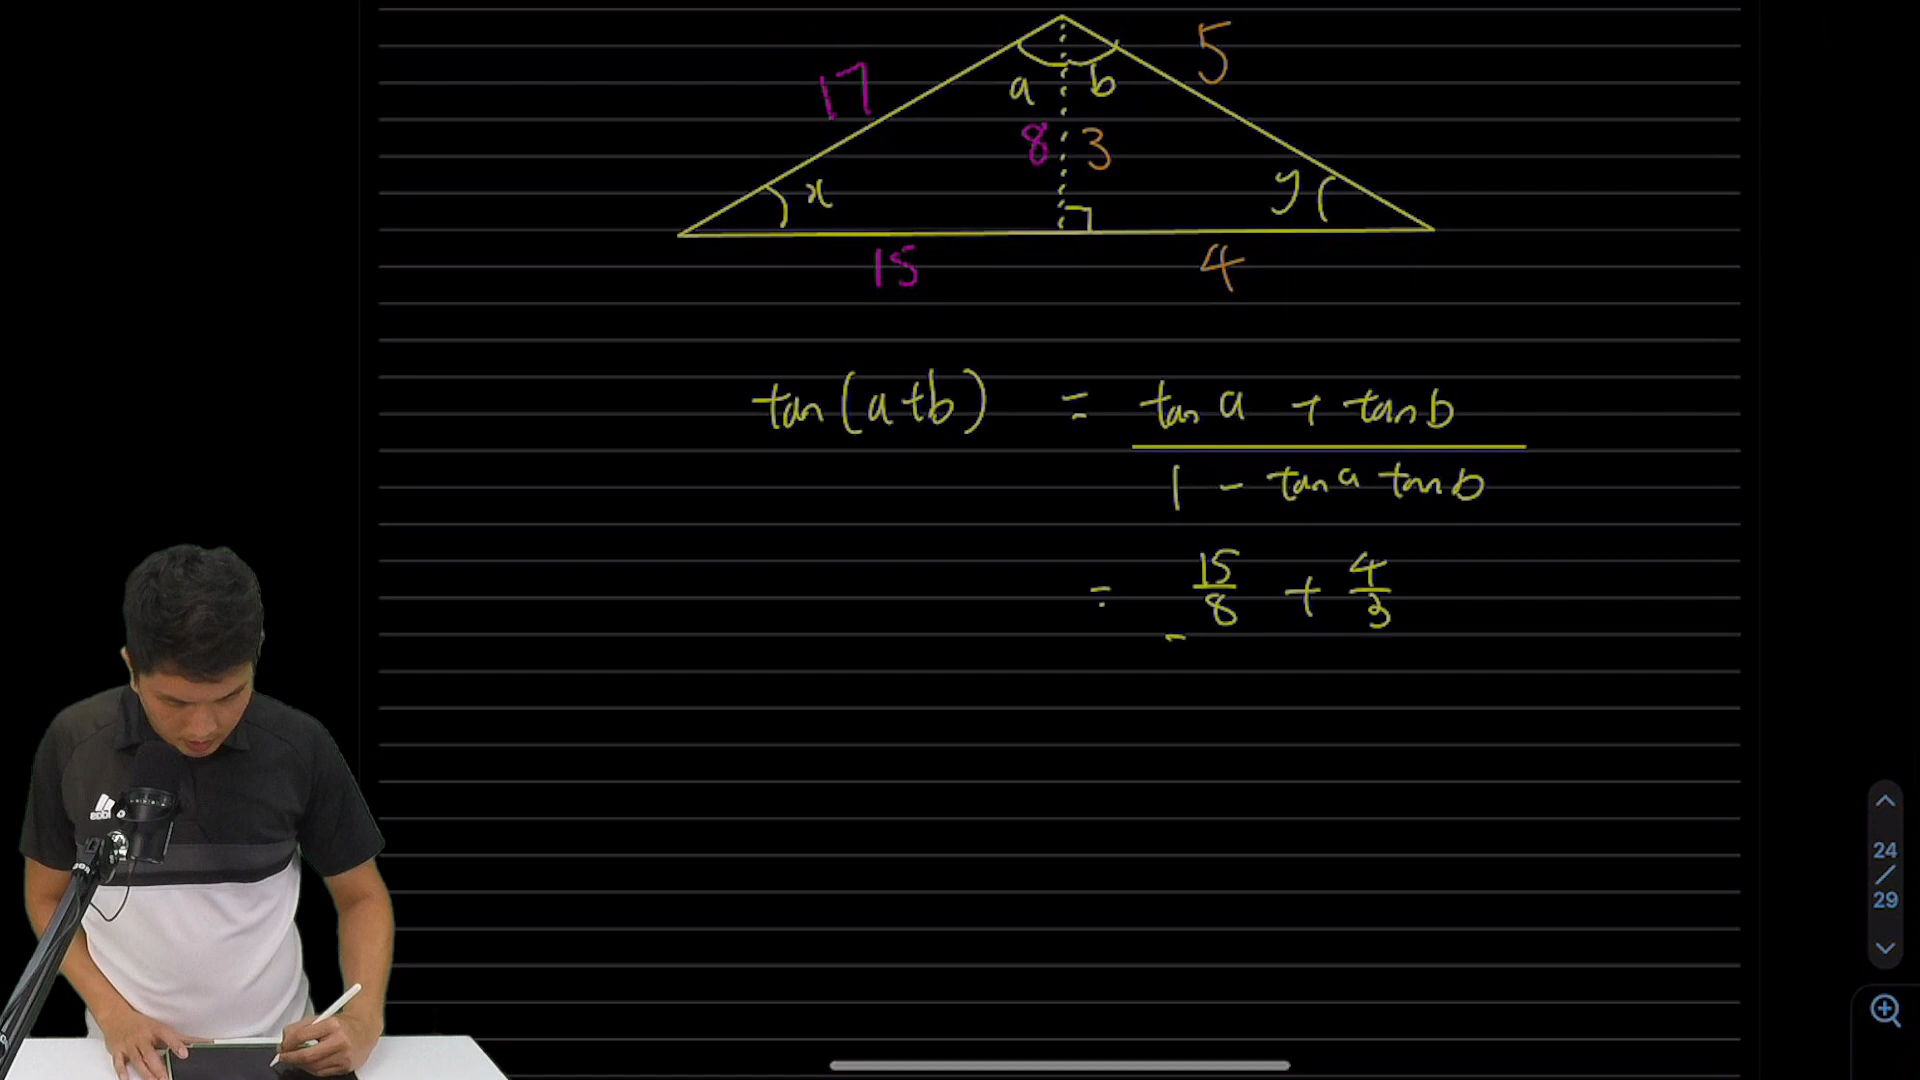 17
5
a b
8 3
x y
15 4
tan(a+b) = tan a + tan b
1 - tan a tan b
= 15/8 + 4/3
24
/
29